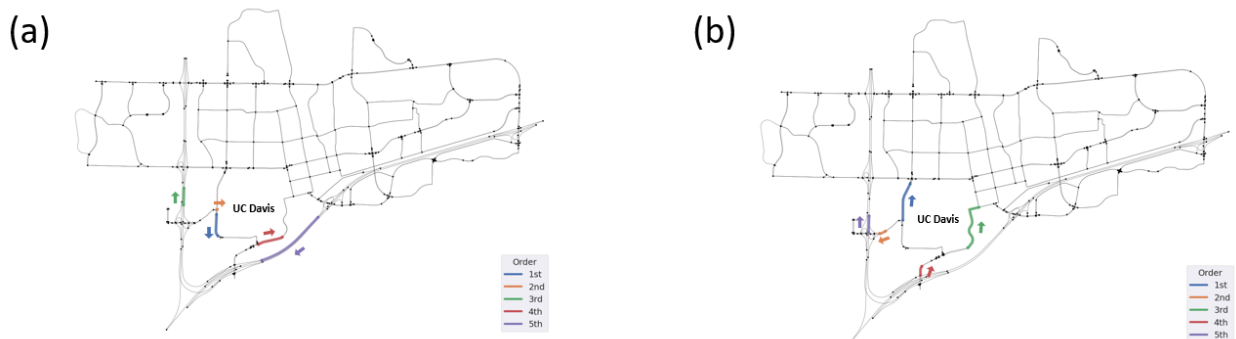 (a)
UC Davis
Order
1st
2nd
3rd
4th
5th
(b)
UC Davis
Order
1st
2nd
3rd
4th
5th